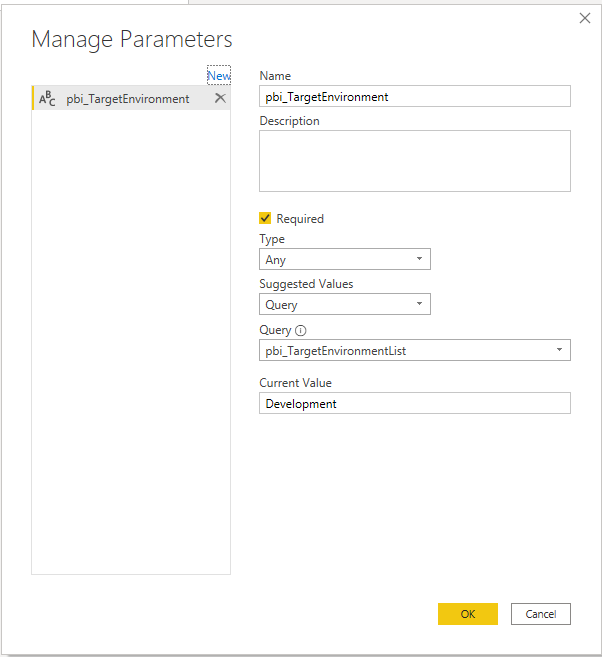 Manage Parameters
New
ABC pbi_TargetEnvironment
Name
pbi_TargetEnvironment
Description
Required
Type
Any
Suggested Values
Query
Query
pbi_TargetEnvironmentList
Current Value
Development
OK
Cancel